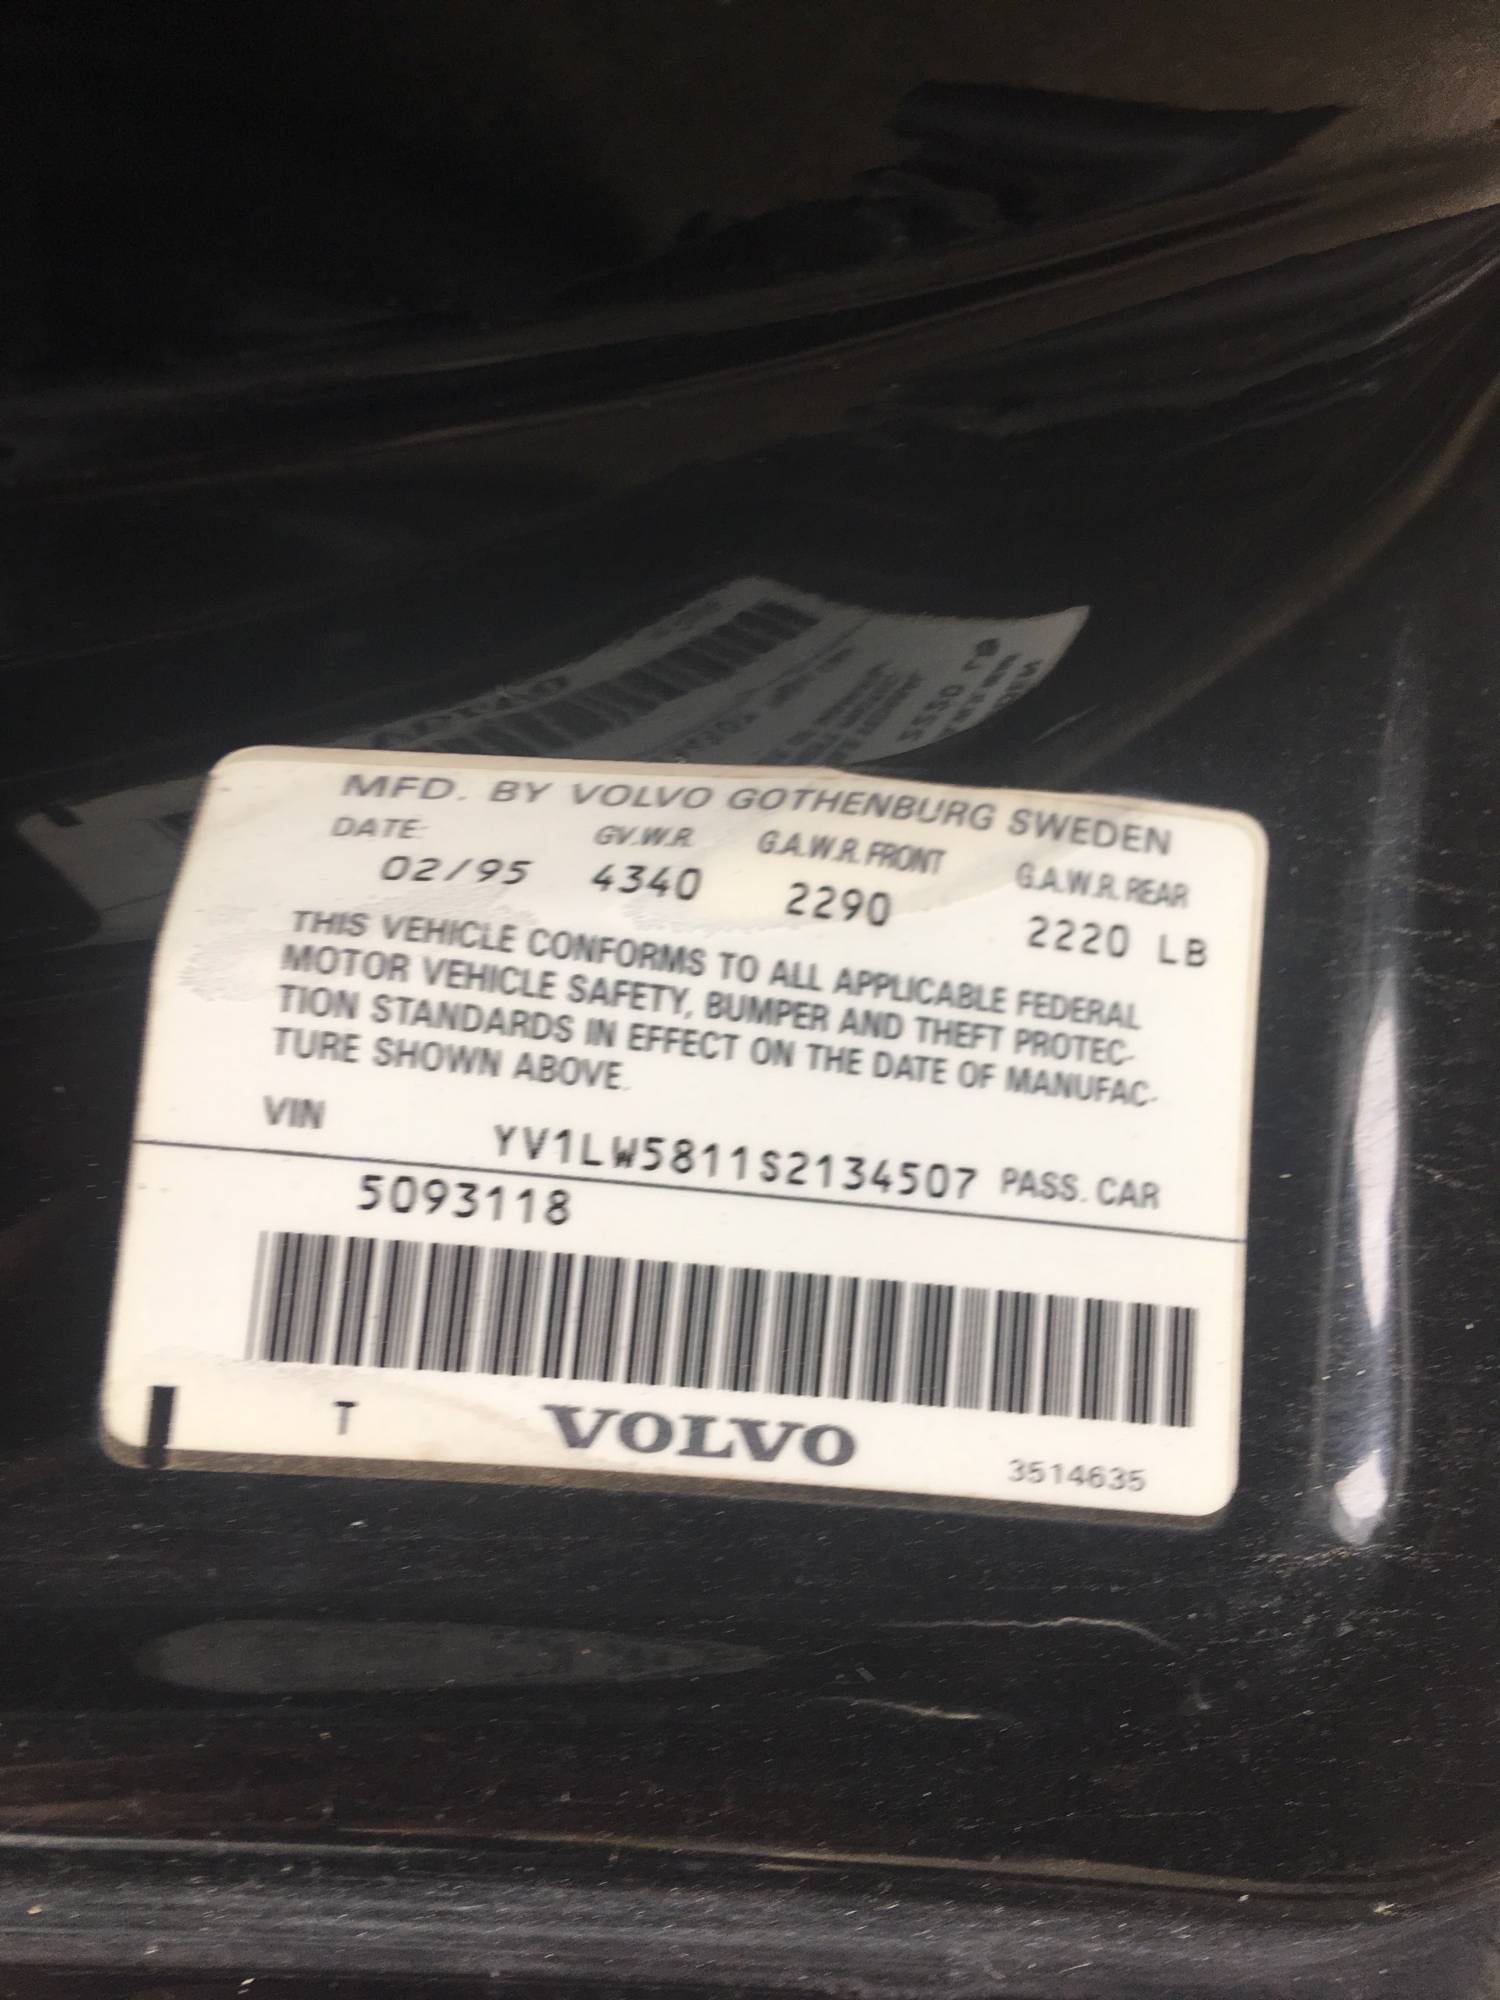 MFD. BY VOLVO GOTHENBURG SWEDEN
DATE: G.V.W.R. G.A.W.R. FRONT G.A.W.R. REAR
02/95 4340 2290 2220 LB
THIS VEHICLE CONFORMS TO ALL APPLICABLE FEDERAL
MOTOR VEHICLE SAFETY, BUMPER AND THEFT PROTEC-
TION STANDARDS IN EFFECT ON THE DATE OF MANUFAC-
TURE SHOWN ABOVE.
VIN YV1LW5811S2134507 PASS. CAR
5093118
T VOLVO 3514635